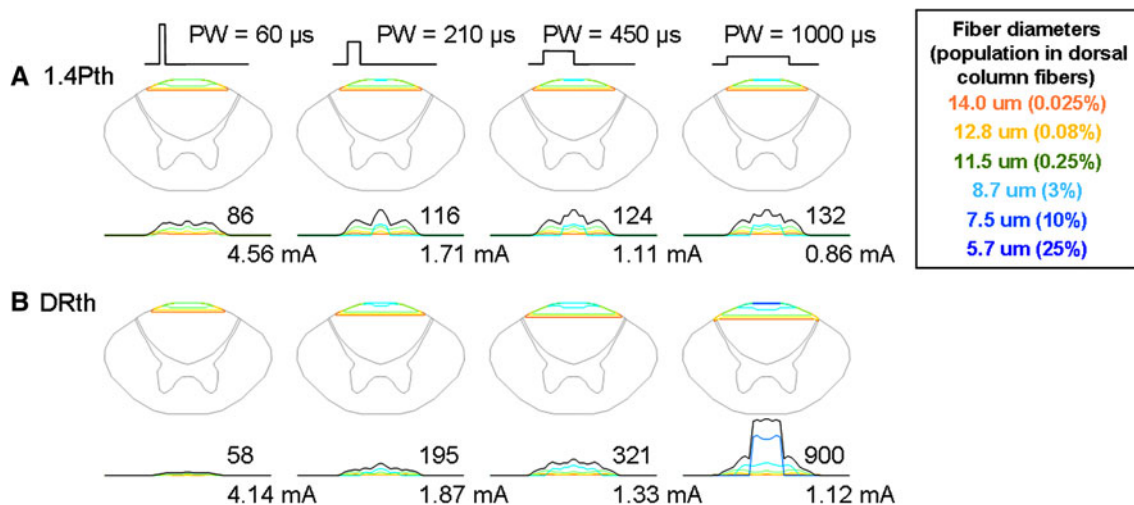 PW = 60 µs
PW = 210 µs
PW = 450 µs
PW = 1000 µs
A 1.4Pth
86
116
124
132
4.56 mA
1.71 mA
1.11 mA
0.86 mA
B DRth
58
195
321
900
4.14 mA
1.87 mA
1.33 mA
1.12 mA
Fiber diameters
(population in dorsal
column fibers)
14.0 um (0.025%)
12.8 um (0.08%)
11.5 um (0.25%)
8.7 um (3%)
7.5 um (10%)
5.7 um (25%)